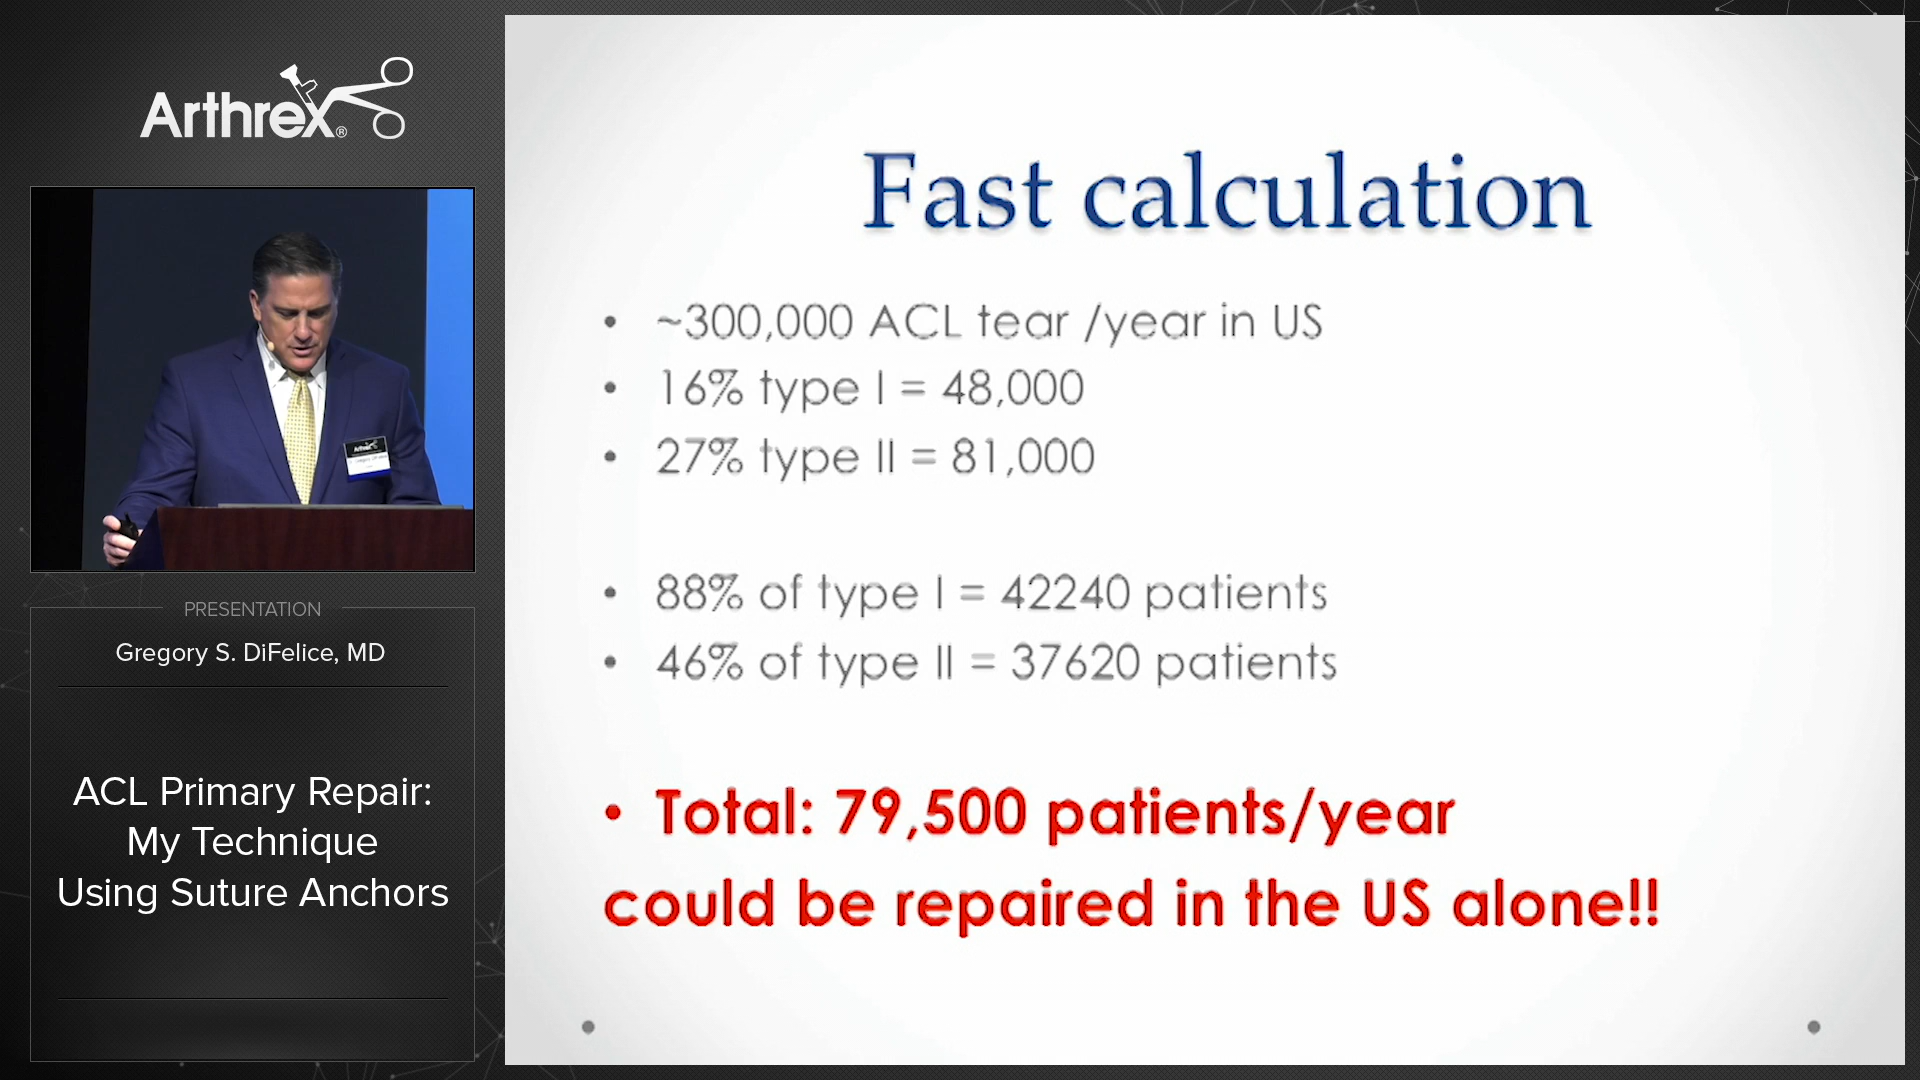 Arthrex®
PRESENTATION
Gregory S. DiFelice, MD
ACL Primary Repair:
My Technique
Using Suture Anchors
Fast calculation
• ~300,000 ACL tear /year in US
• 16% type I = 48,000
• 27% type II = 81,000
• 88% of type I = 42240 patients
• 46% of type II = 37620 patients
• Total: 79,500 patients/year
could be repaired in the US alone!!
Arthrex